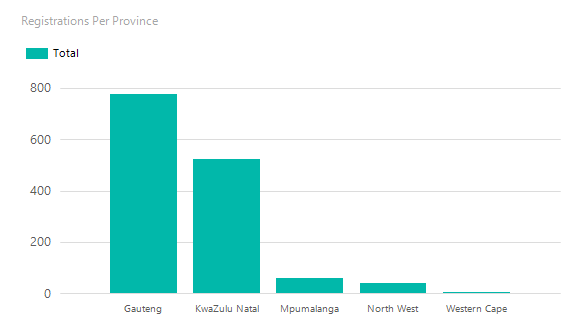 Registrations Per Province
Total
800
600
400
200
0
Gauteng
KwaZulu Natal
Mpumalanga
North West
Western Cape